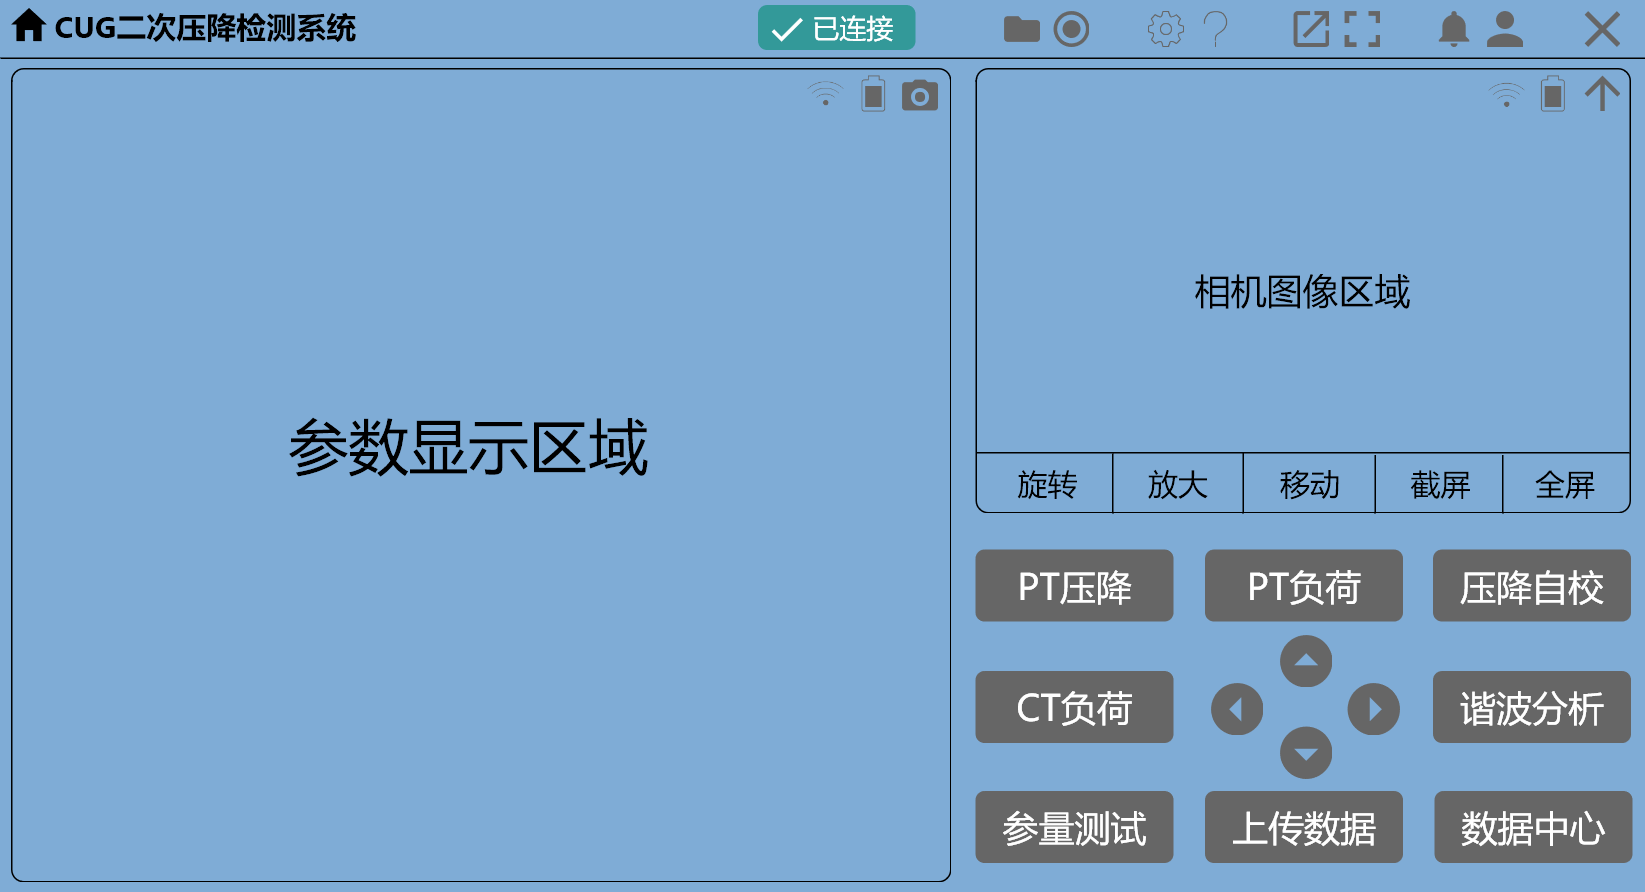 CUG二次压降检测系统
已连接
参数显示区域
相机图像区域
旋转 放大 移动 截屏 全屏
PT压降 PT负荷 压降自校
CT负荷 谐波分析
参量测试 上传数据 数据中心